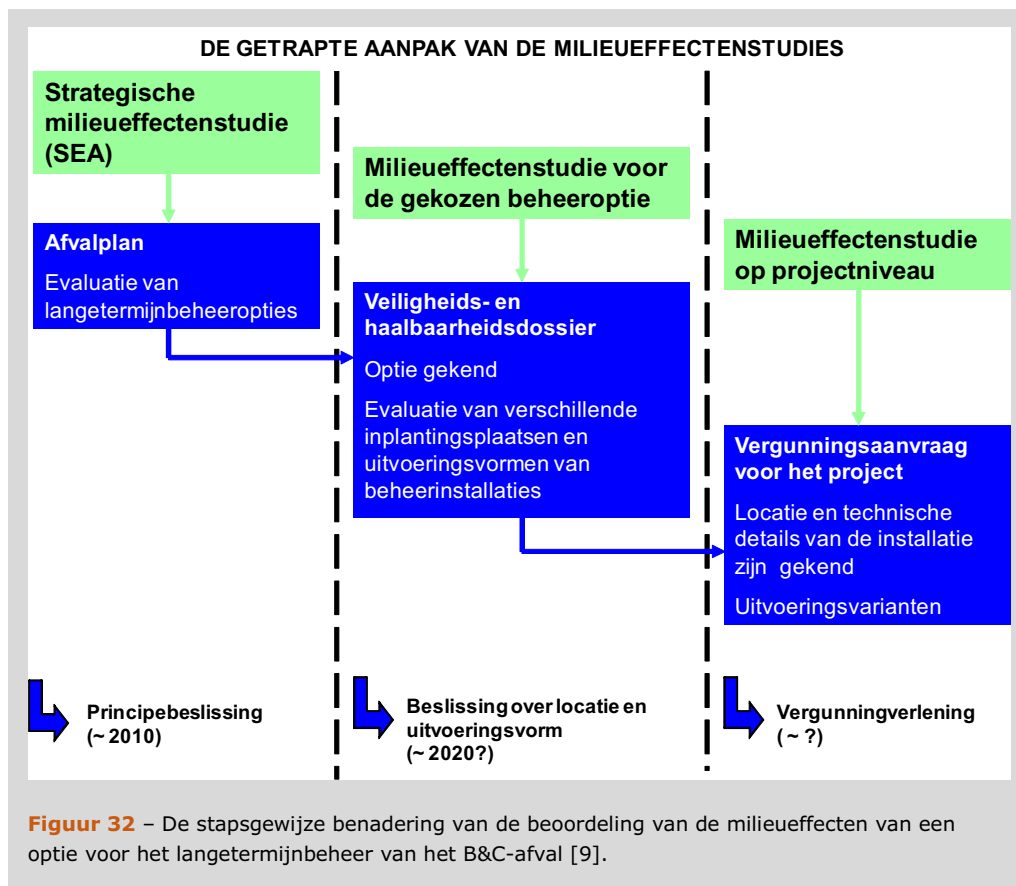 DE GETRAPTE AANPAK VAN DE MILIEUEFFECTENSTUDIES
Strategische
milieueffectenstudie
(SEA)
Afvalplan
Evaluatie van
langetermijnbeheeropties
Principebeslissing
(~ 2010)
Milieueffectenstudie voor
de gekozen beheeroptie
Veiligheids- en
haalbaarheidsdossier
Optie gekend
Evaluatie van verschillende
inplantingsplaatsen en
uitvoeringsvormen van
beheerinstallaties
Beslissing over locatie en
uitvoeringsvorm
(~ 2020?)
Milieueffectenstudie
op projectniveau
Vergunningsaanvraag
voor het project
Locatie en technische
details van de installatie
zijn gekend
Uitvoeringsvarianten
Vergunningverlening
( ~ ?)
Figuur 32 – De stapsgewijze benadering van de beoordeling van de milieueffecten van een
optie voor het langetermijnbeheer van het B&C-afval [9].